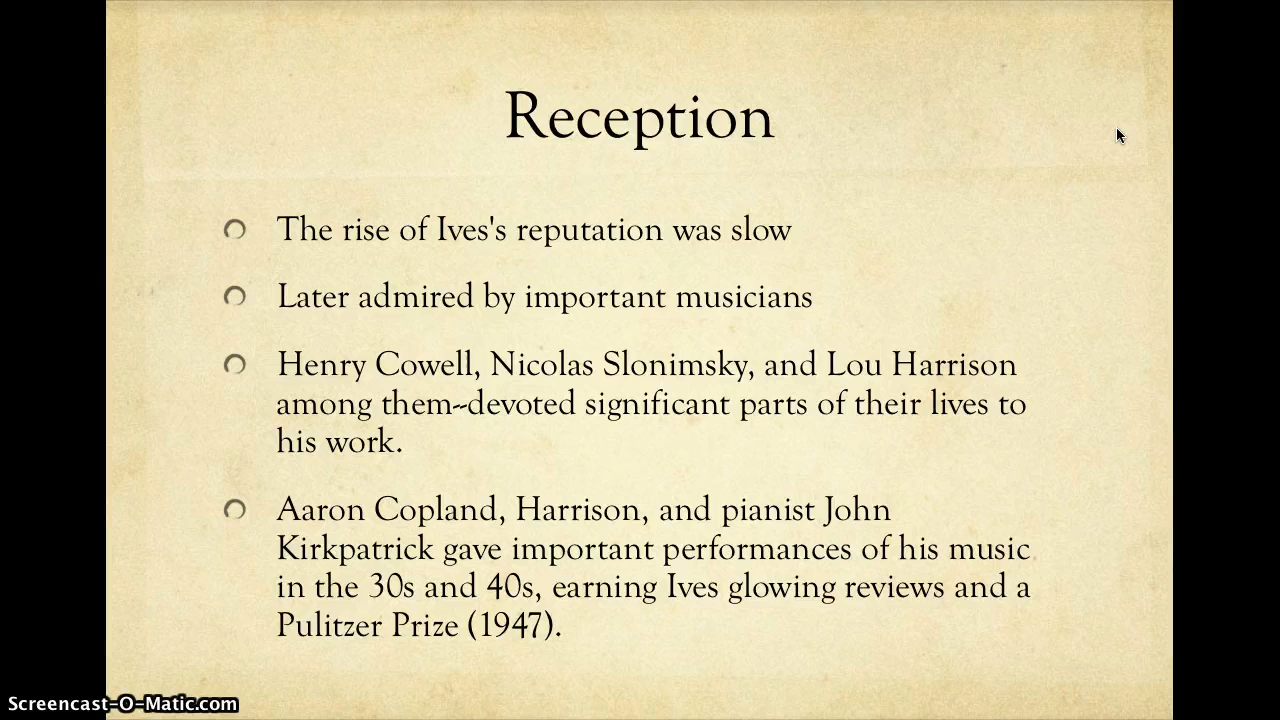 Reception
The rise of Ives's reputation was slow
Later admired by important musicians
Henry Cowell, Nicolas Slonimsky, and Lou Harrison
among them--devoted significant parts of their lives to
his work.
Aaron Copland, Harrison, and pianist John
Kirkpatrick gave important performances of his music
in the 30s and 40s, earning Ives glowing reviews and a
Pulitzer Prize (1947).
Screencast-O-Matic.com